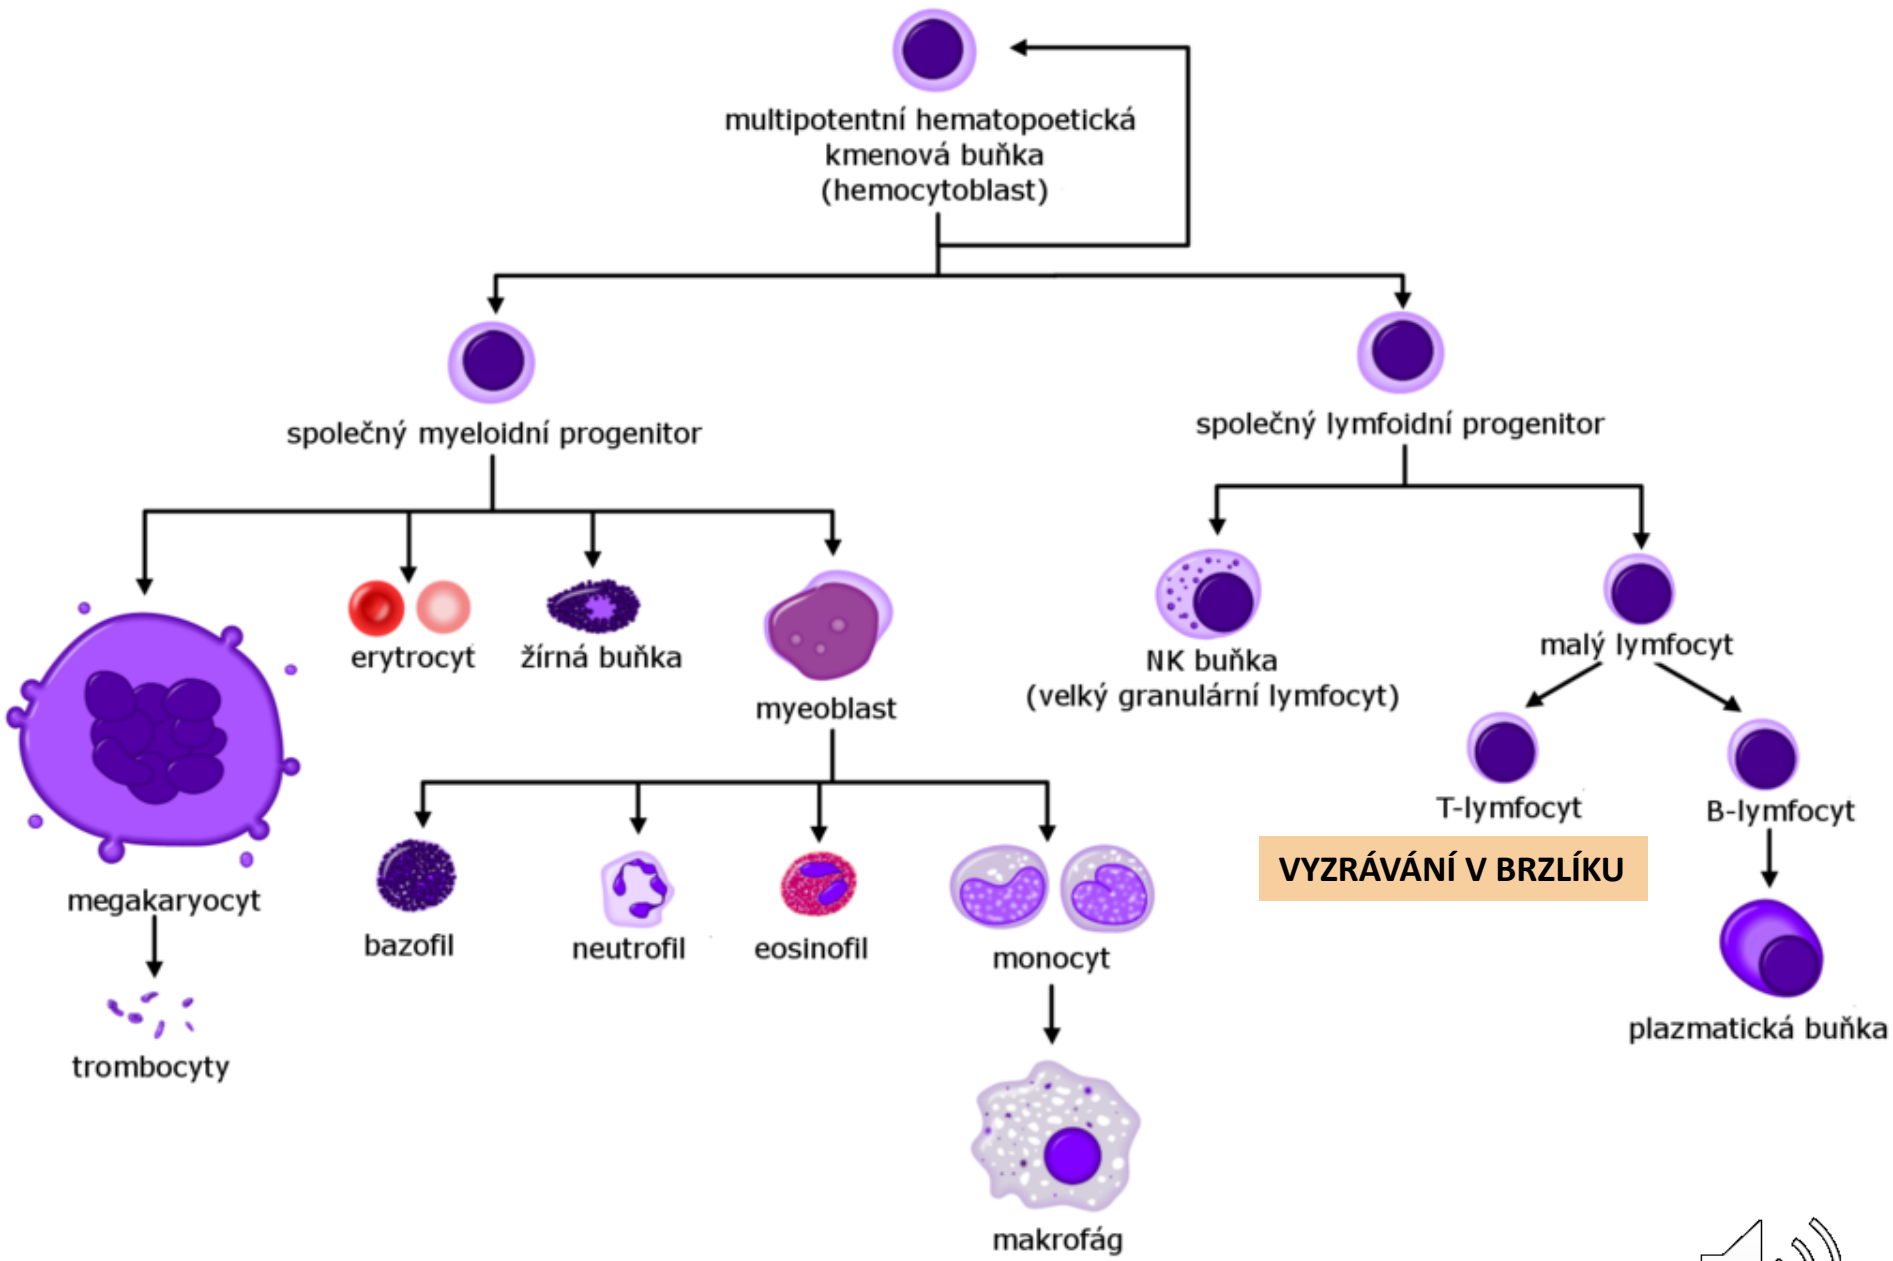 multipotentní hematopoetická
kmenová buňka
(hemocytoblast)
společný myeloidní progenitor
společný lymfoidní progenitor
erytrocyt
žírná buňka
myeoblast
NK buňka
(velký granulární lymfocyt)
malý lymfocyt
T-lymfocyt
B-lymfocyt
VYZRÁVÁNÍ V BRZLÍKU
megakaryocyt
bazofil
neutrofil
eosinofil
monocyt
plazmatická buňka
trombocyty
makrofág